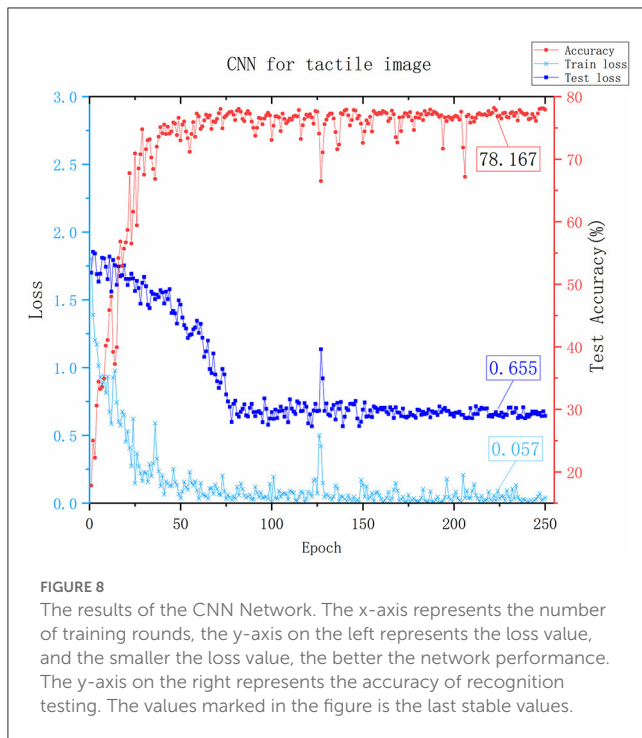 CNN for tactile image
Accuracy
Train loss
Test loss
3.0
2.5
2.0
1.5
1.0
0.5
0.0
Loss
80
70
60
50
40
30
20
Test Accuracy(%)
78.167
0.655
0.057
0
50
100
150
200
250
Epoch
FIGURE 8
The results of the CNN Network. The x-axis represents the number
of training rounds, the y-axis on the left represents the loss value,
and the smaller the loss value, the better the network performance.
The y-axis on the right represents the accuracy of recognition
testing. The values marked in the figure is the last stable values.